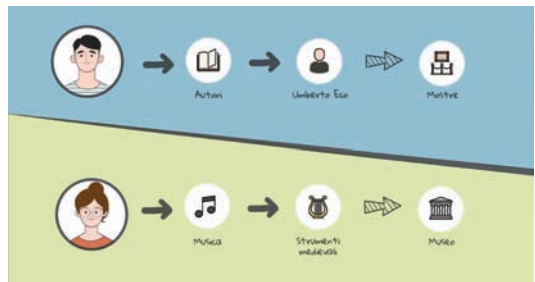 Autori
Umberto Eco
Mostre
Musica
Strumenti
medievali
Museo